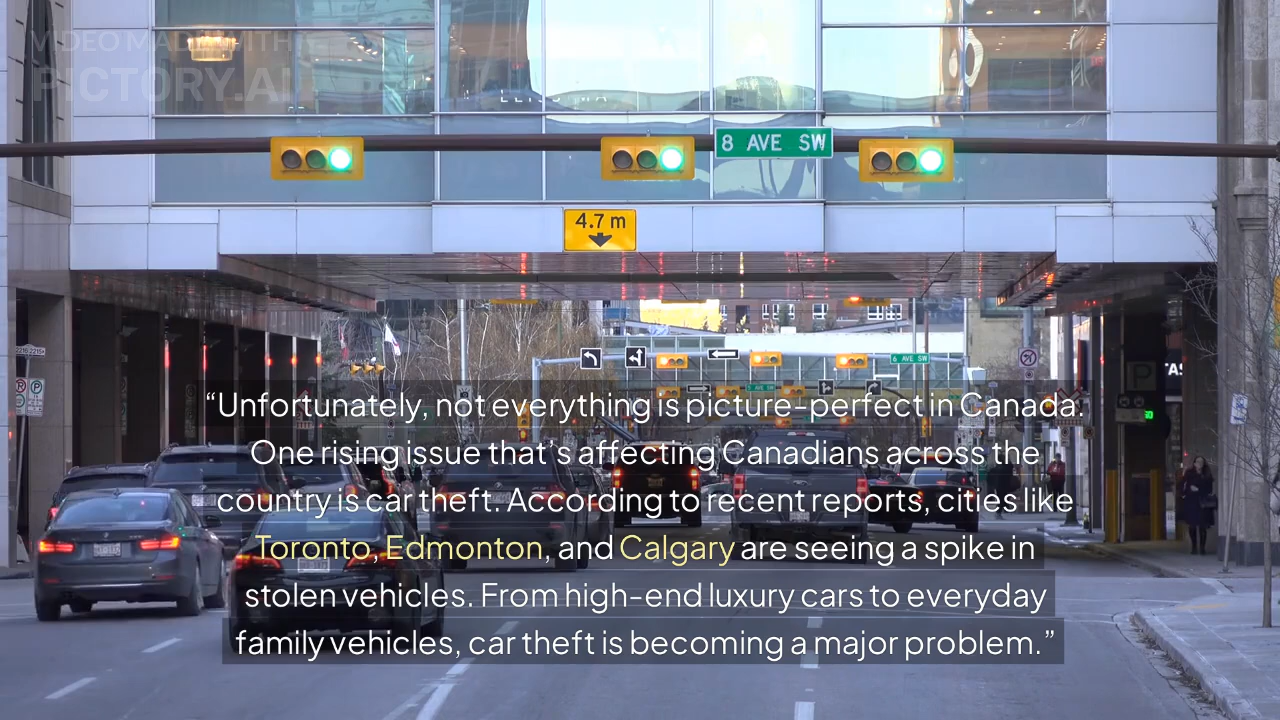 VIDEO MADE WITH
PICTORY.AI
8 AVE SW
4.7 m
6 AVE SW
5 AVE SW
“Unfortunately, not everything is picture-perfect in Canada.
One rising issue that’s affecting Canadians across the
country is car theft. According to recent reports, cities like
Toronto, Edmonton, and Calgary are seeing a spike in
stolen vehicles. From high-end luxury cars to everyday
family vehicles, car theft is becoming a major problem.”